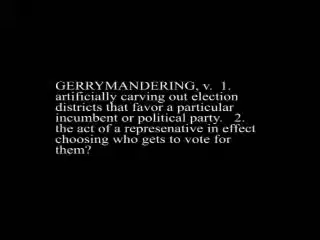 GERRYMANDERING, v.  1.
artificially carving out election
districts that favor a particular
incumbent or political party.   2.
the act of a represenative in effect
choosing who gets to vote for
them?